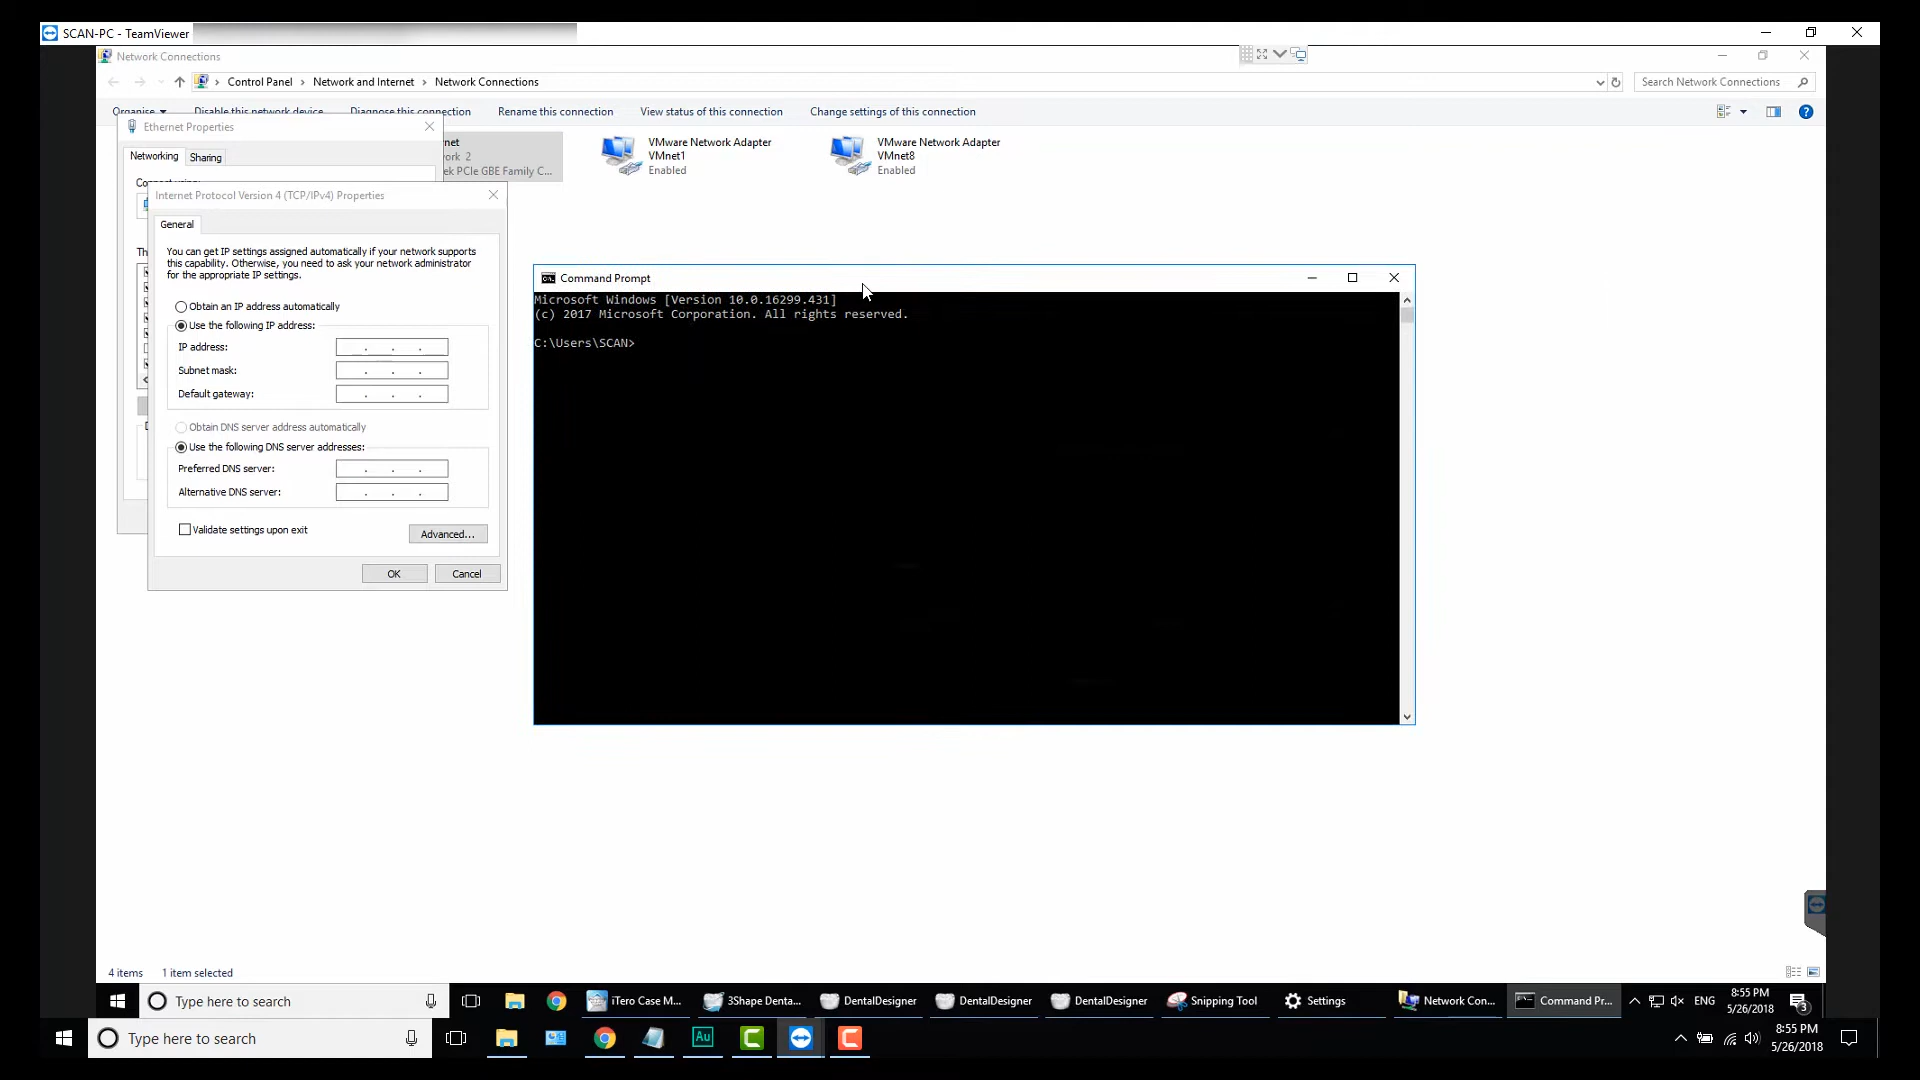 SCAN-PC - TeamViewer
Network Connections
Control Panel > Network and Internet > Network Connections
Search Network Connections
Organise Disable this network device Diagnose this connection Rename this connection View status of this connection Change settings of this connection
Ethernet Properties
Networking Sharing
net
ork 2
ek PCIe GBE Family C...
VMware Network Adapter
VMnet1
Enabled
VMware Network Adapter
VMnet8
Enabled
Internet Protocol Version 4 (TCP/IPv4) Properties
General
You can get IP settings assigned automatically if your network supports
this capability. Otherwise, you need to ask your network administrator
for the appropriate IP settings.
Obtain an IP address automatically
Use the following IP address:
IP address:
Subnet mask:
Default gateway:
Obtain DNS server address automatically
Use the following DNS server addresses:
Preferred DNS server:
Alternative DNS server:
Validate settings upon exit
Advanced...
OK Cancel
Command Prompt
Microsoft Windows [Version 10.0.16299.431]
(c) 2017 Microsoft Corporation. All rights reserved.
C:\Users\SCAN>
4 items 1 item selected
Type here to search
iTero Case M...
3Shape Denta...
DentalDesigner
DentalDesigner
DentalDesigner
Snipping Tool
Settings
Network Con...
Command Pr...
ENG
8:55 PM
5/26/2018
3
Type here to search
Au
8:55 PM
5/26/2018